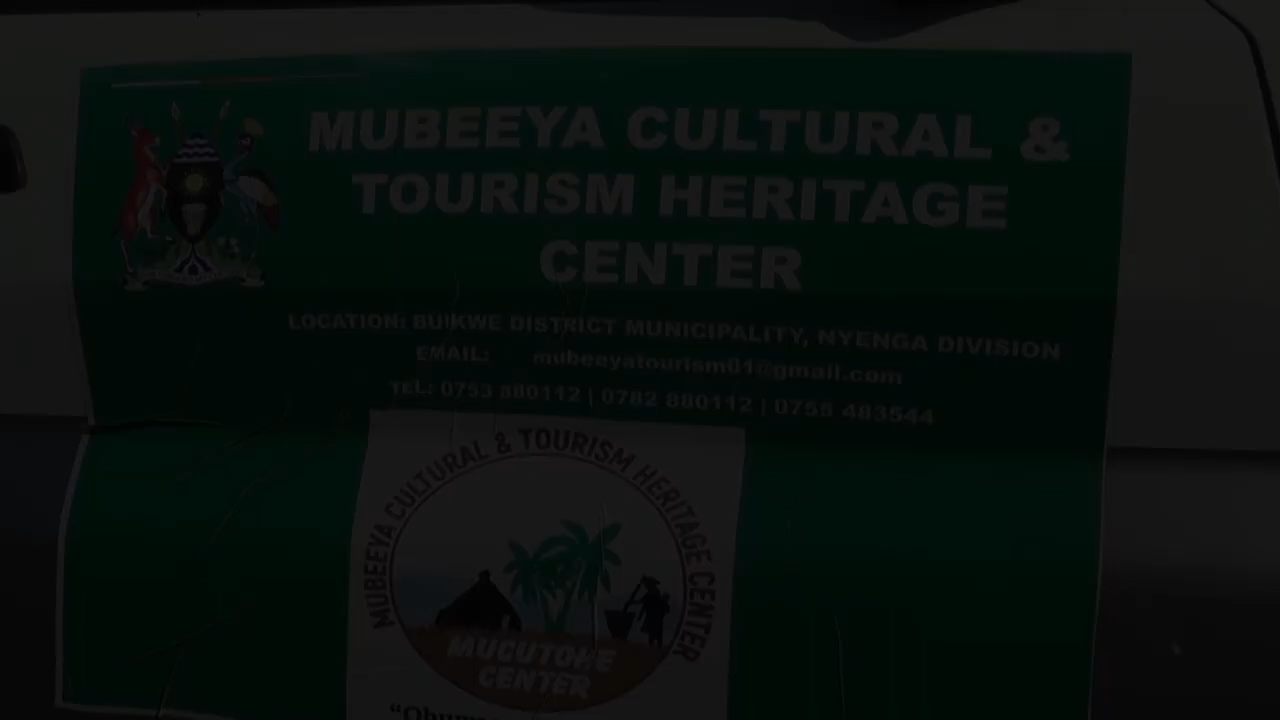 MUBEEYA CULTURAL &
TOURISM HERITAGE
CENTER
LOCATION: BUIKWE DISTRICT MUNICIPALITY, NYENGA DIVISION
EMAIL: mubeeyatourism01@gmail.com
TEL: 0753 880112 | 0782 880112 | 0755 483544
MUBEEYA CULTURAL & TOURISM HERITAGE CENTER
MUCUTOHE
CENTER